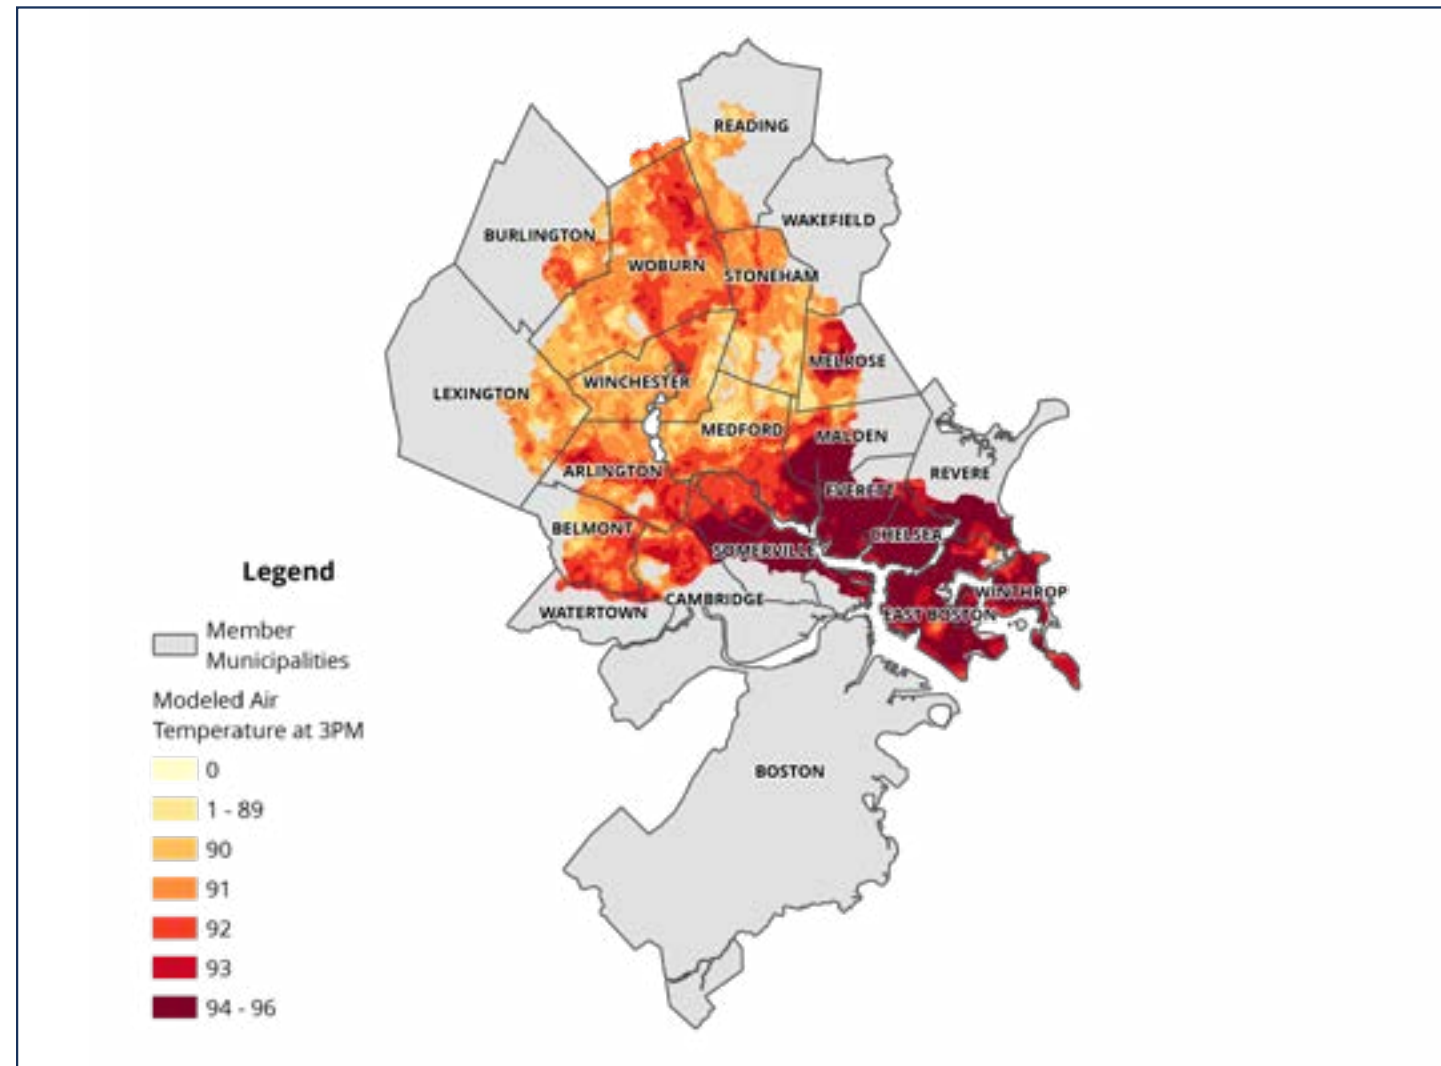 READING
WAKEFIELD
BURLINGTON
WOBURN
STONEHAM
MELROSE
WINCHESTER
LEXINGTON
MEDFORD
MALDEN
ARLINGTON
REVERE
EVERETT
BELMONT
CHELSEA
SOMERVILLE
WINTHROP
CAMBRIDGE
WATERTOWN
EAST BOSTON
BOSTON
Legend
Member
Municipalities
Modeled Air
Temperature at 3PM
0
1 - 89
90
91
92
93
94 - 96